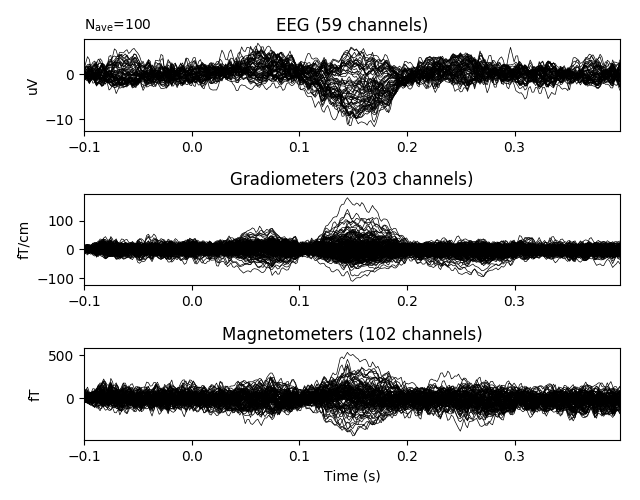 N_ave=100
EEG (59 channels)
uV
0
−10
−0.1 0.0 0.1 0.2 0.3
Gradiometers (203 channels)
fT/cm
100
0
−100
−0.1 0.0 0.1 0.2 0.3
Magnetometers (102 channels)
fT
500
0
−0.1 0.0 0.1 0.2 0.3
Time (s)